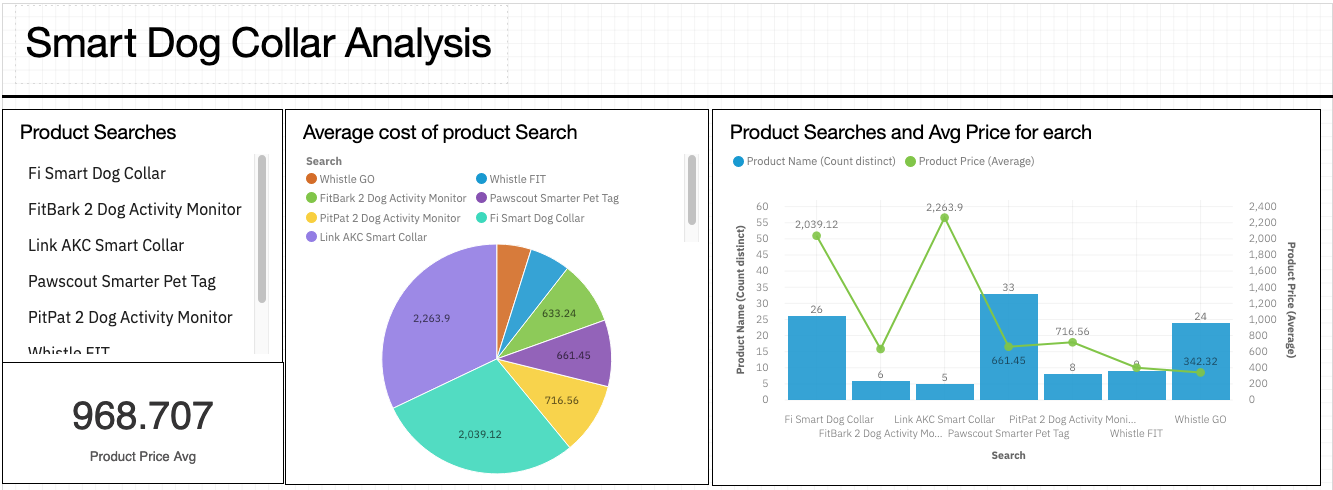 Smart Dog Collar Analysis
Product Searches
Fi Smart Dog Collar
FitBark 2 Dog Activity Monitor
Link AKC Smart Collar
Pawscout Smarter Pet Tag
PitPat 2 Dog Activity Monitor
Whistle FIT
968.707
Product Price Avg
Average cost of product Search
Search
Whistle GO
Whistle FIT
FitBark 2 Dog Activity Monitor
Pawscout Smarter Pet Tag
PitPat 2 Dog Activity Monitor
Fi Smart Dog Collar
Link AKC Smart Collar
2,263.9
633.24
661.45
716.56
2,039.12
Product Searches and Avg Price for earch
Product Name (Count distinct)
Product Price (Average)
Product Name (Count distinct)
60
55
50
45
40
35
30
25
20
15
10
5
0
2,039.12
2,263.9
26
6
5
33
661.45
716.56
8
9
24
342.32
2,400
2,200
2,000
1,800
1,600
1,400
1,200
1,000
800
600
400
200
0
Product Price (Average)
Fi Smart Dog Collar
FitBark 2 Dog Activity Mo...
Link AKC Smart Collar
Pawscout Smarter Pet Tag
PitPat 2 Dog Activity Moni...
Whistle FIT
Whistle GO
Search